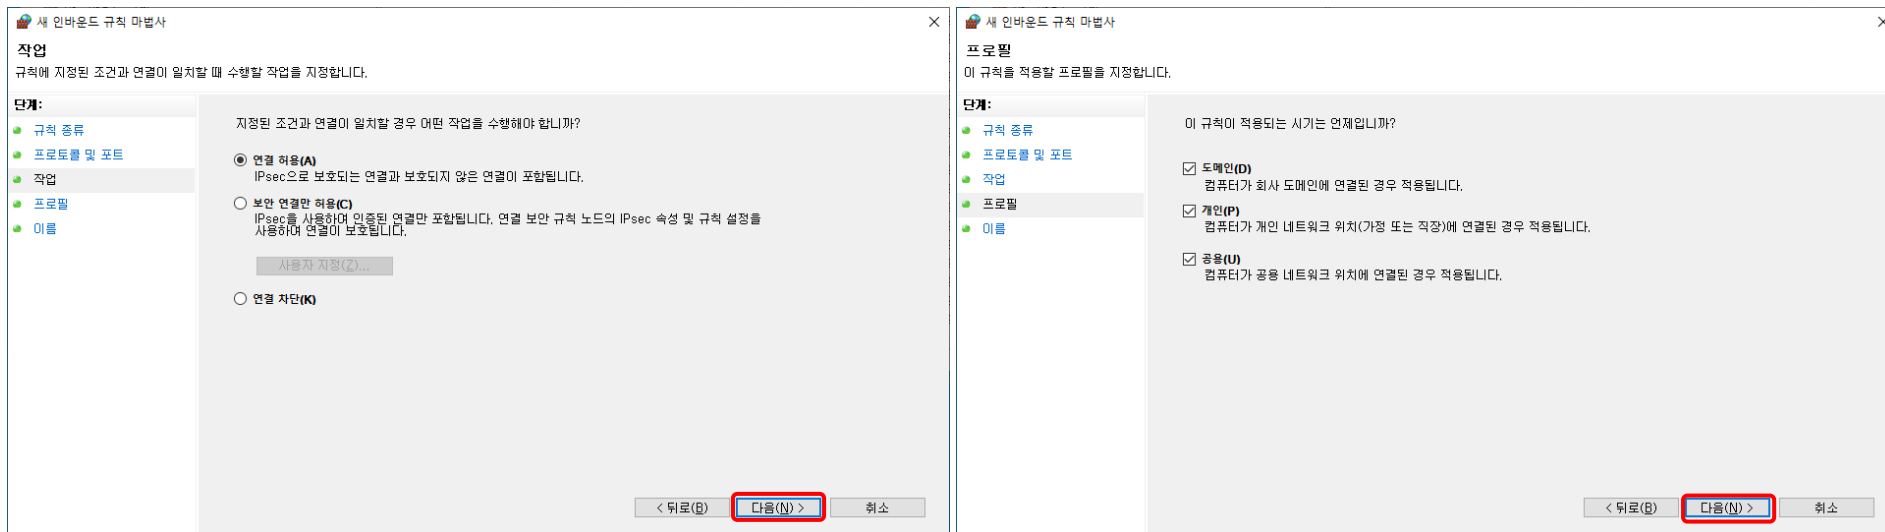 새 인바운드 규칙 마법사
작업
규칙에 지정된 조건과 연결이 일치할 때 수행할 작업을 지정합니다.
단계:
규칙 종류
프로토콜 및 포트
작업
프로필
이름
지정된 조건과 연결이 일치할 경우 어떤 작업을 수행해야 합니까?
연결 허용(A)
IPsec으로 보호되는 연결과 보호되지 않은 연결이 포함됩니다.
보안 연결만 허용(C)
IPsec을 사용하여 인증된 연결만 포함됩니다. 연결 보안 규칙 노드의 IPsec 속성 및 규칙 설정을
사용하여 연결이 보호됩니다.
사용자 지정(Z)...
연결 차단(K)
< 뒤로(B)
다음(N) >
취소
새 인바운드 규칙 마법사
프로필
이 규칙을 적용할 프로필을 지정합니다.
단계:
규칙 종류
프로토콜 및 포트
작업
프로필
이름
이 규칙이 적용되는 시기는 언제입니까?
도메인(D)
컴퓨터가 회사 도메인에 연결된 경우 적용됩니다.
개인(P)
컴퓨터가 개인 네트워크 위치(가정 또는 직장)에 연결된 경우 적용됩니다.
공용(U)
컴퓨터가 공용 네트워크 위치에 연결된 경우 적용됩니다.
< 뒤로(B)
다음(N) >
취소